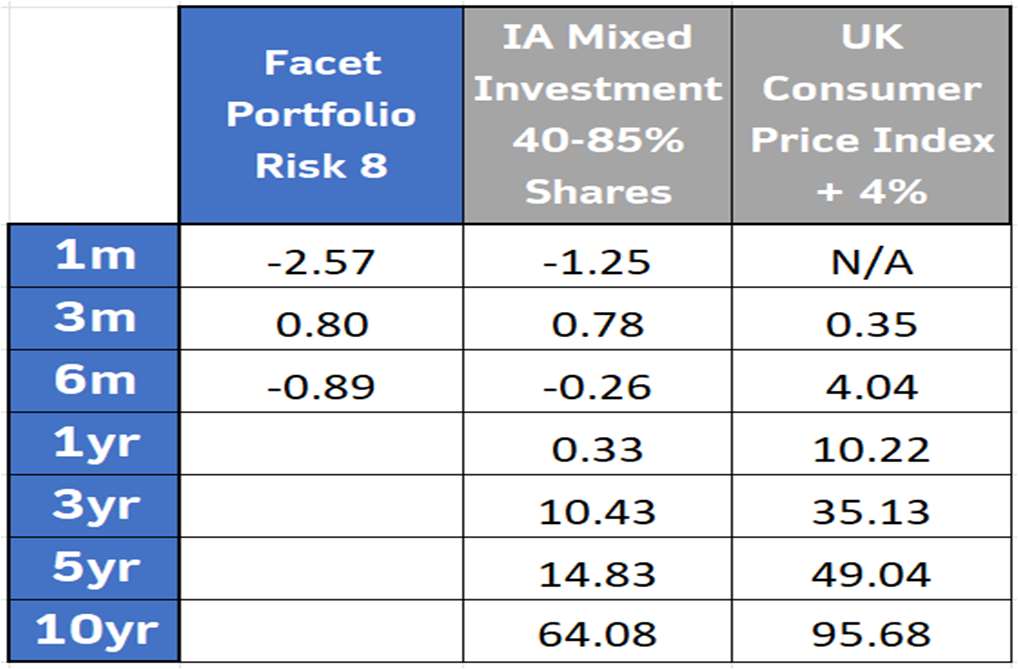 Facet
Portfolio
Risk 8
IA Mixed
Investment
40-85%
Shares
UK
Consumer
Price Index
+ 4%
1m -2.57 -1.25 N/A
3m 0.80 0.78 0.35
6m -0.89 -0.26 4.04
1yr 0.33 10.22
3yr 10.43 35.13
5yr 14.83 49.04
10yr 64.08 95.68